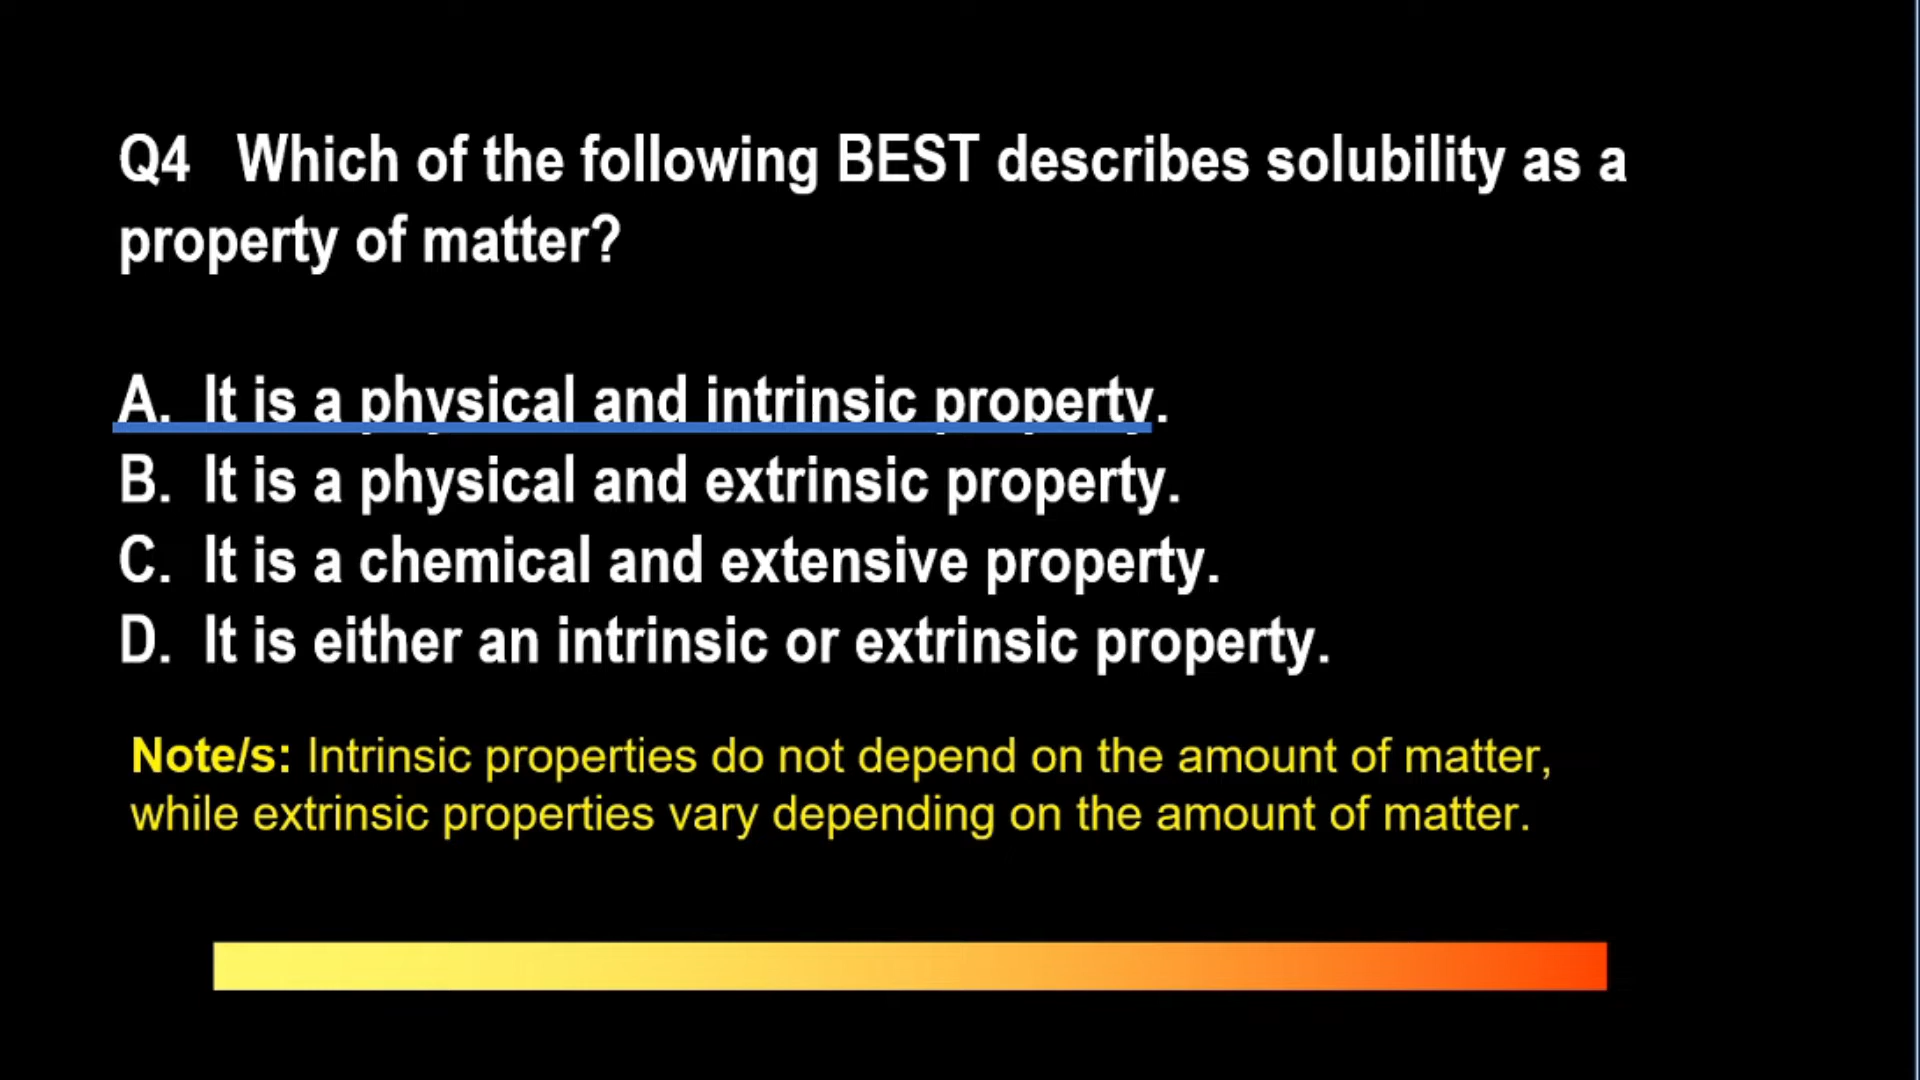 Q4 Which of the following BEST describes solubility as a
property of matter?
A. It is a physical and intrinsic property.
B. It is a physical and extrinsic property.
C. It is a chemical and extensive property.
D. It is either an intrinsic or extrinsic property.
Note/s: Intrinsic properties do not depend on the amount of matter,
while extrinsic properties vary depending on the amount of matter.